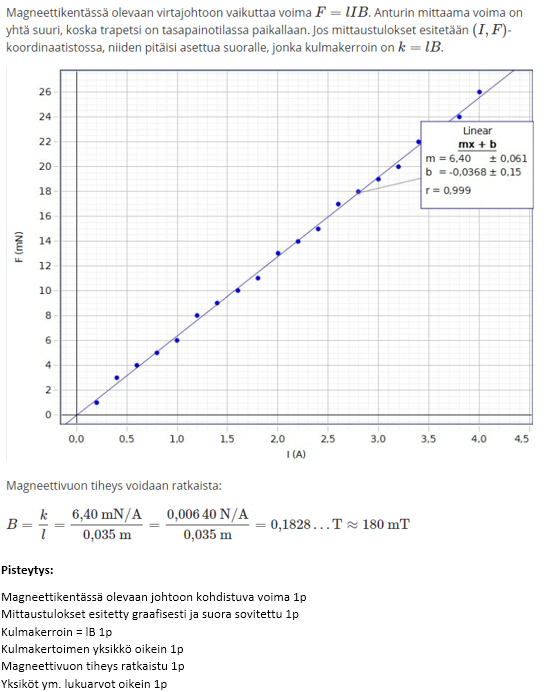 Magneettikentässä olevaan virtajohtoon vaikuttaa voima F = lIB. Anturin mittaama voima on
yhtä suuri, koska trapetsi on tasapainotilassa paikallaan. Jos mittaustulokset esitetään (I, F)-
koordinaatistossa, niiden pitäisi asettua suoralle, jonka kulmakerroin on k = lB.
26
24
22
20
18
16
14
12
10
8
6
4
2
0
F (mN)
Linear
mx + b
m = 6,40 ± 0,061
b = -0,0368 ± 0,15
r = 0,999
0,0 0,5 1,0 1,5 2,0 2,5 3,0 3,5 4,0 4,5
I (A)
Magneettivuon tiheys voidaan ratkaista:
B = k/l = 6,40 mN/A / 0,035 m = 0,006 40 N/A / 0,035 m = 0,1828 . . . T ≈ 180 mT
Pisteytys:
Magneettikentässä olevaan johtoon kohdistuva voima 1p
Mittaustulokset esitetty graafisesti ja suora sovitettu 1p
Kulmakerroin = lB 1p
Kulmakertoimen yksikkö oikein 1p
Magneettivuon tiheys ratkaistu 1p
Yksiköt ym. lukuarvot oikein 1p